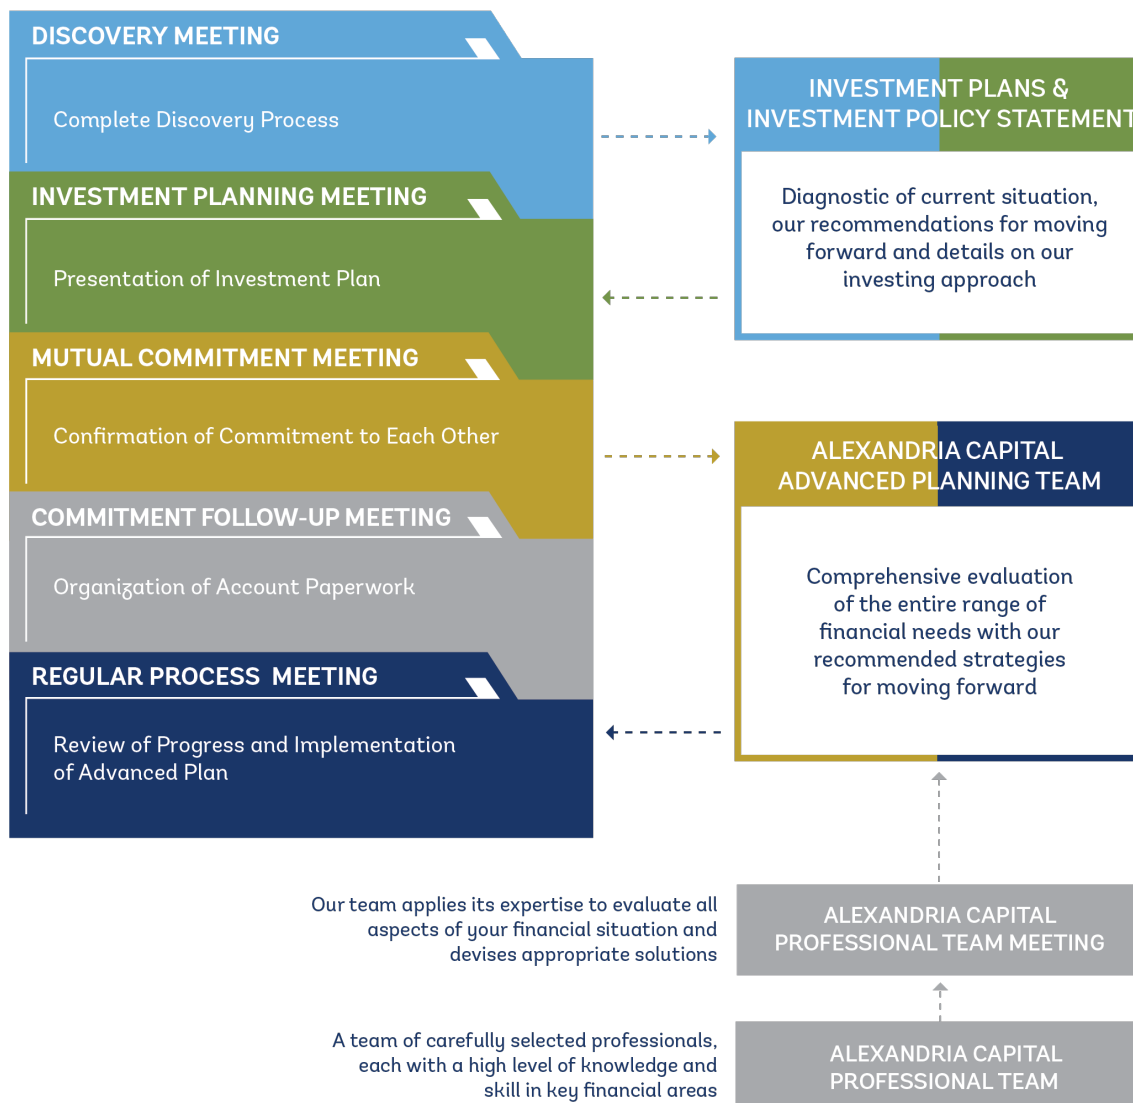 DISCOVERY MEETING
Complete Discovery Process
INVESTMENT PLANNING MEETING
Presentation of Investment Plan
MUTUAL COMMITMENT MEETING
Confirmation of Commitment to Each Other
COMMITMENT FOLLOW-UP MEETING
Organization of Account Paperwork
REGULAR PROCESS MEETING
Review of Progress and Implementation
of Advanced Plan
INVESTMENT PLANS &
INVESTMENT POLICY STATEMENT
Diagnostic of current situation,
our recommendations for moving
forward and details on our
investing approach
ALEXANDRIA CAPITAL
ADVANCED PLANNING TEAM
Comprehensive evaluation
of the entire range of
financial needs with our
recommended strategies
for moving forward
Our team applies its expertise to evaluate all
aspects of your financial situation and
devises appropriate solutions
ALEXANDRIA CAPITAL
PROFESSIONAL TEAM MEETING
A team of carefully selected professionals,
each with a high level of knowledge and
skill in key financial areas
ALEXANDRIA CAPITAL
PROFESSIONAL TEAM